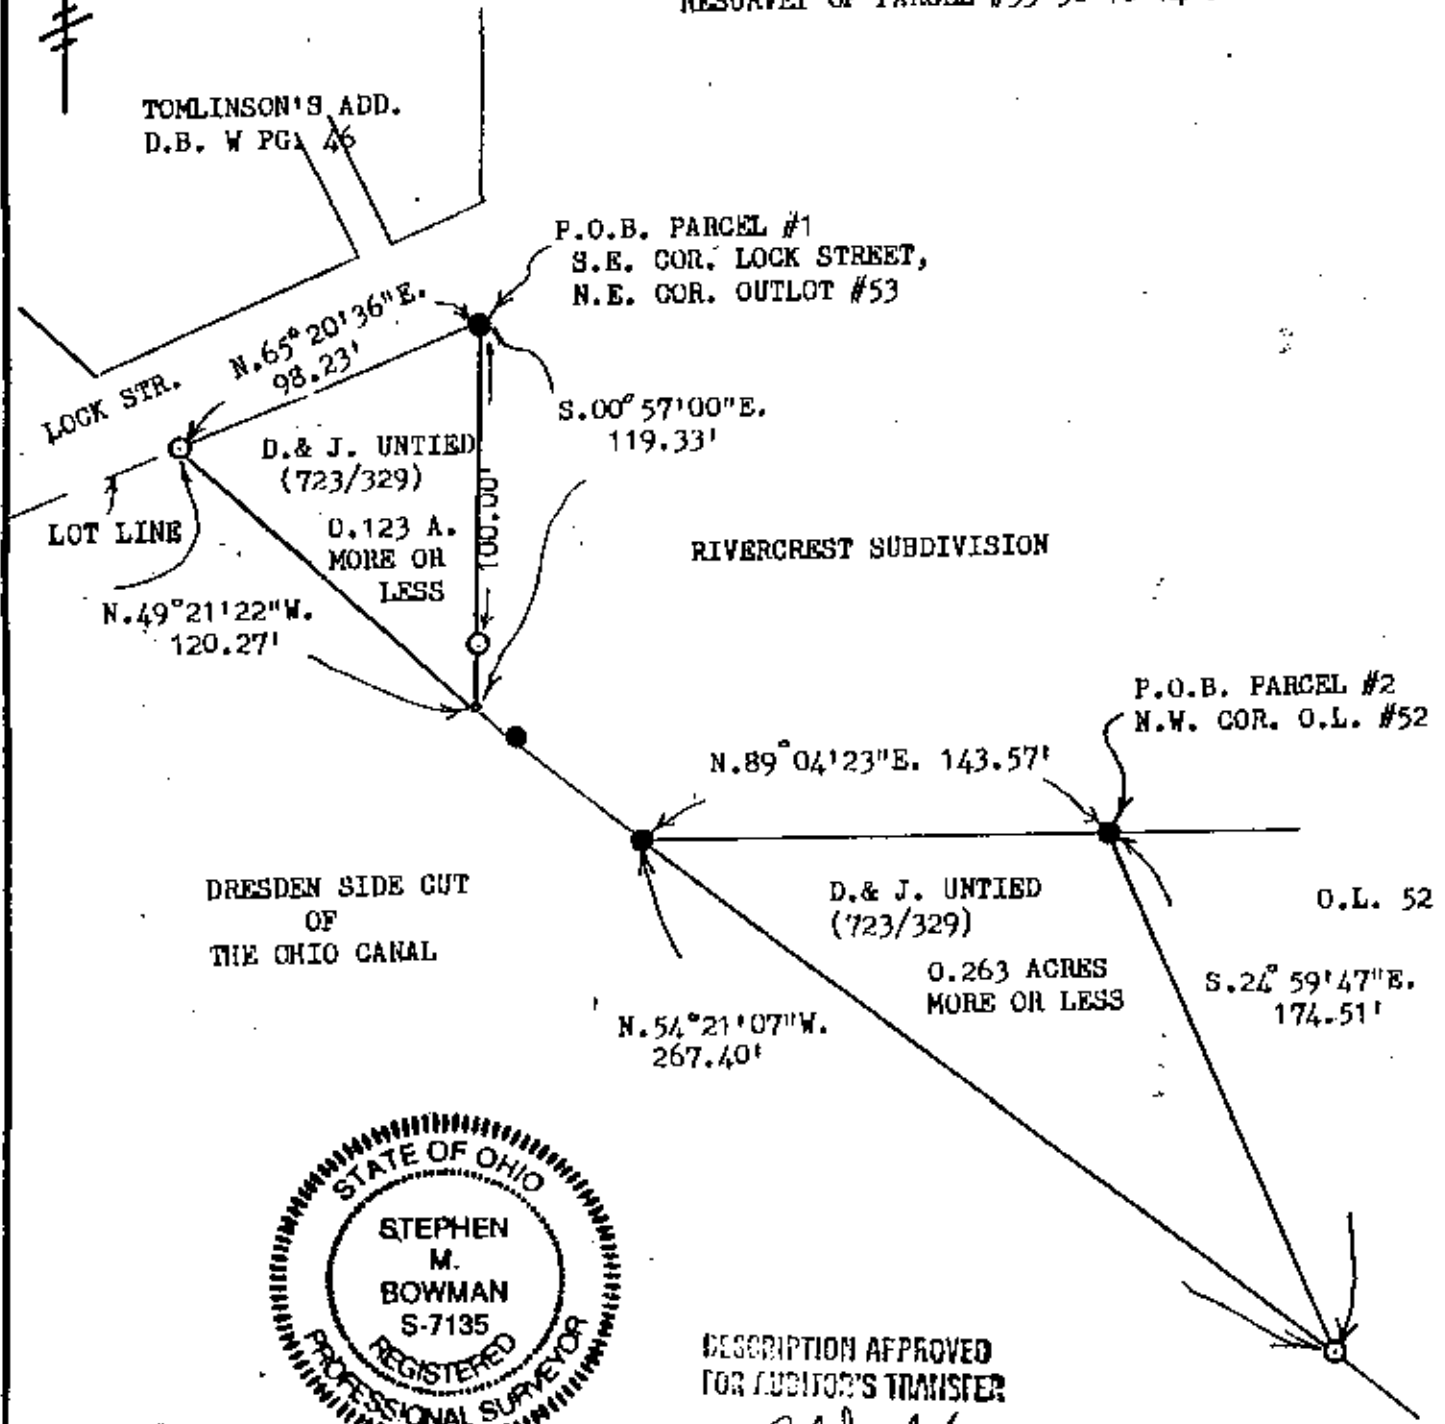 RESURVEY OF PARCEL
TOMLINSON'S ADD.
D.B. W PG. 46
P.O.B. PARCEL #1
S.E. COR. LOCK STREET,
N.E. COR. OUTLOT #53
N.65°20'36"E.
98.23'
LOCK STR.
S.00°57'00"E.
119.33'
D.& J. UNTIED
(723/329)
100.00'
0.123 A.
MORE OR
LESS
LOT LINE
RIVERCREST SUBDIVISION
N.49°21'22"W.
120.27'
P.O.B. PARCEL #2
N.W. COR. O.L. #52
N.89°04'23"E. 143.57'
DRESDEN SIDE CUT
OF
THE OHIO CANAL
D.& J. UNTIED
(723/329)
O.L. 52
0.263 ACRES
MORE OR LESS
S.24°59'47"E.
174.51'
N.54°21'07"W.
267.40'
STATE OF OHIO
STEPHEN
M.
BOWMAN
S-7135
REGISTERED
PROFESSIONAL SURVEYOR
DESCRIPTION APPROVED
FOR AUDITOR'S TRANSFER